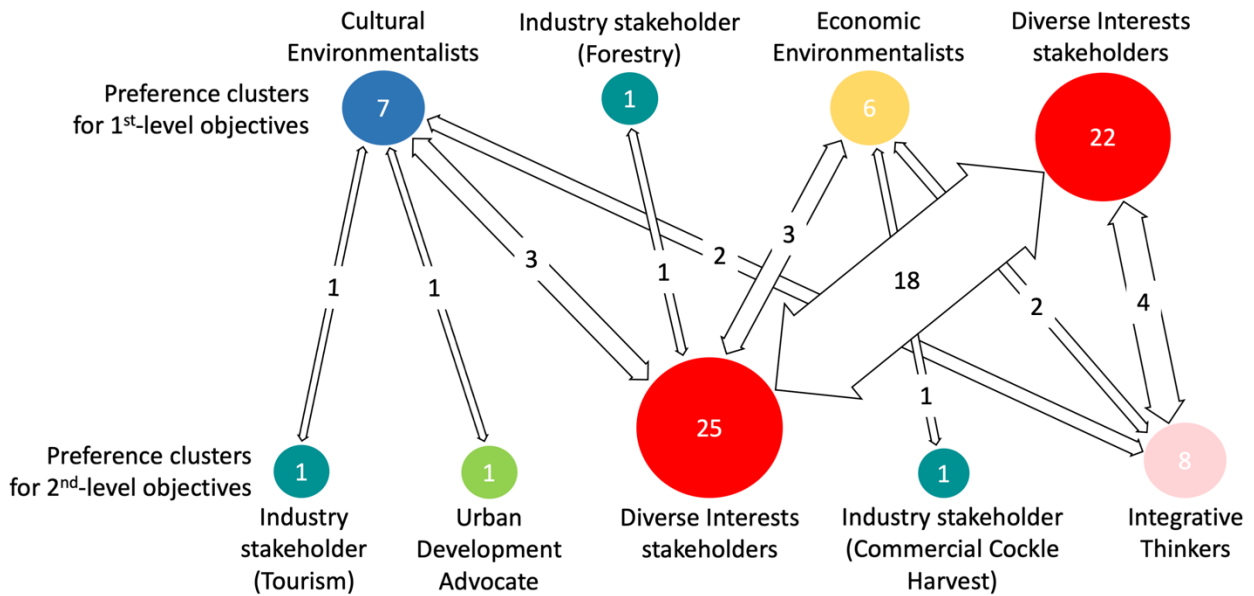 Cultural
Environmentalists
Industry stakeholder
(Forestry)
Economic
Environmentalists
Diverse Interests
stakeholders
Preference clusters
for 1st-level objectives
7
1
6
22
1
1
3
1
3
2
18
1
2
4
Preference clusters
for 2nd-level objectives
1
1
25
1
8
Industry
stakeholder
(Tourism)
Urban
Development
Advocate
Diverse Interests
stakeholders
Industry stakeholder
(Commercial Cockle
Harvest)
Integrative
Thinkers